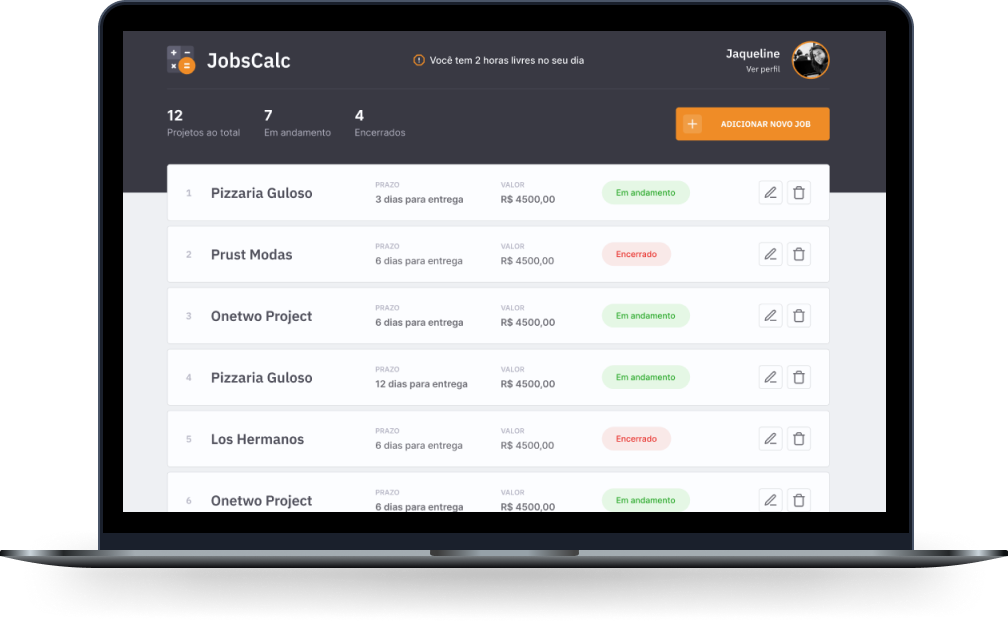 JobsCalc
Você tem 2 horas livres no seu dia
Jaqueline
Ver perfil
12
Projetos ao total
7
Em andamento
4
Encerrados
ADICIONAR NOVO JOB
1 Pizzaria Guloso
PRAZO
3 dias para entrega
VALOR
R$ 4500,00
Em andamento
2 Prust Modas
PRAZO
6 dias para entrega
VALOR
R$ 4500,00
Encerrado
3 Onetwo Project
PRAZO
6 dias para entrega
VALOR
R$ 4500,00
Em andamento
4 Pizzaria Guloso
PRAZO
12 dias para entrega
VALOR
R$ 4500,00
Em andamento
5 Los Hermanos
PRAZO
6 dias para entrega
VALOR
R$ 4500,00
Encerrado
6 Onetwo Project
PRAZO
6 dias para entrega
VALOR
R$ 4500,00
Em andamento